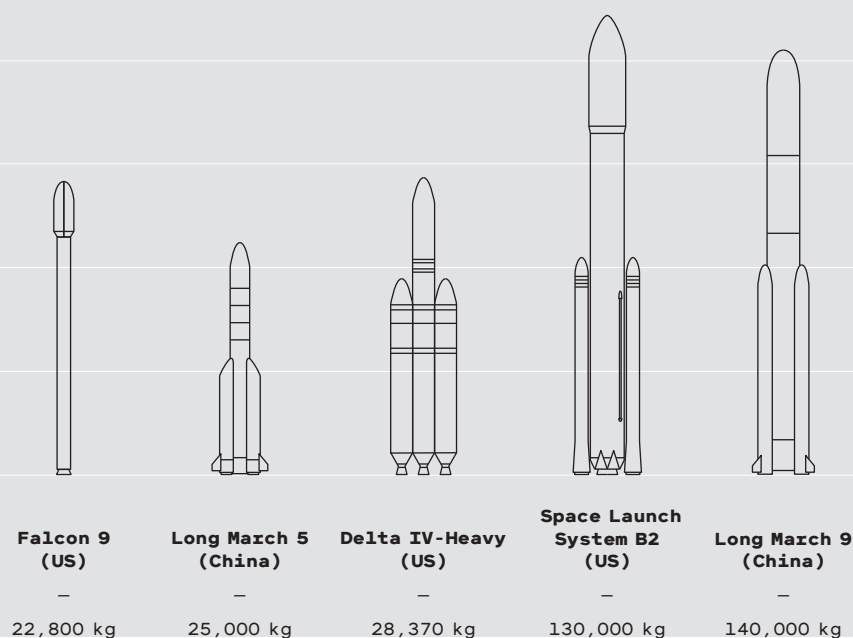 Falcon 9
(US)
—
22,800 kg
Long March 5
(China)
—
25,000 kg
Delta IV-Heavy
(US)
—
28,370 kg
Space Launch
System B2
(US)
—
130,000 kg
Long March 9
(China)
—
140,000 kg